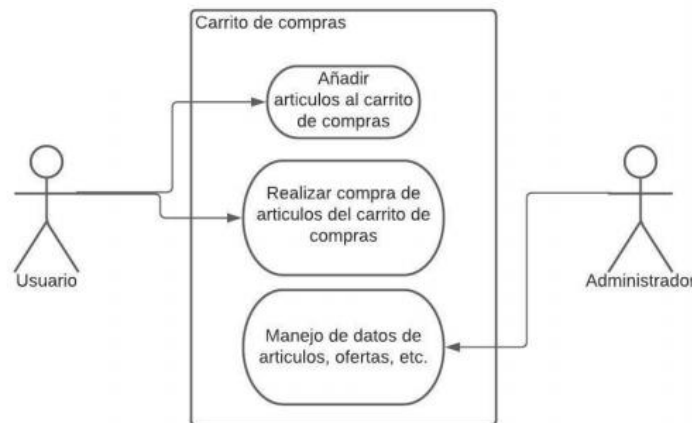 Carrito de compras
Añadir
articulos al carrito
de compras
Realizar compra de
articulos del carrito de
compras
Usuario
Administrador
Manejo de datos de
articulos, ofertas, etc.